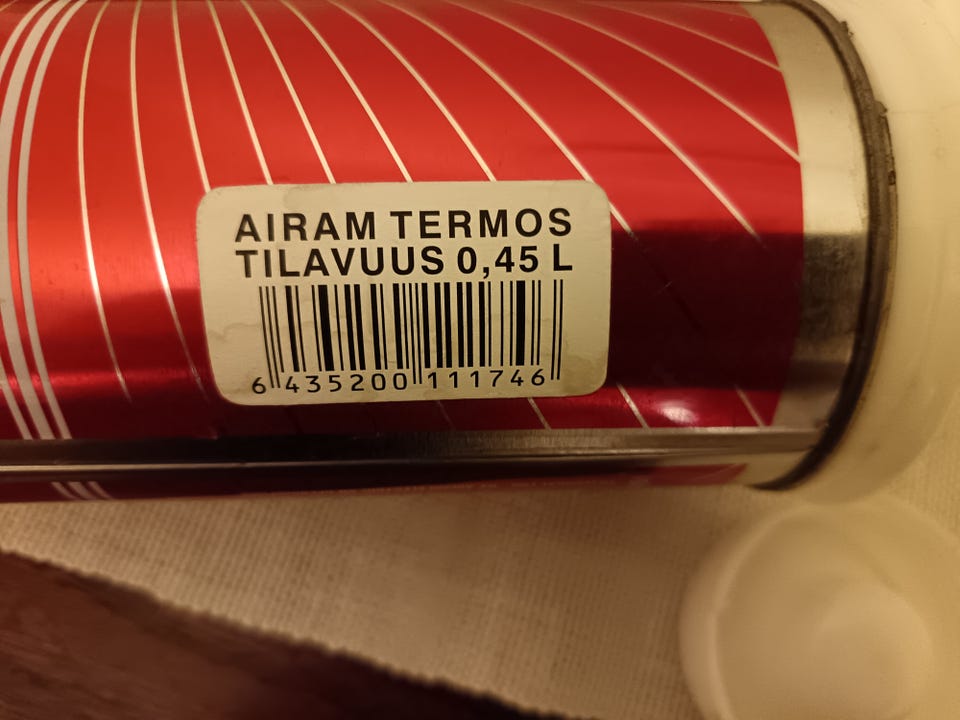 AIRAM TERMOS
TILAVUUS 0,45 L
6 435200 111746